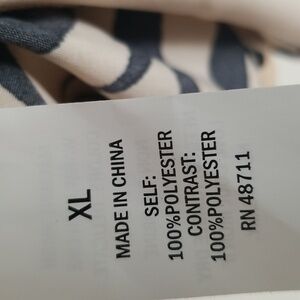 XL
MADE IN CHINA
SELF:
100%POLYESTER
CONTRAST:
100%POLYESTER
RN 48711